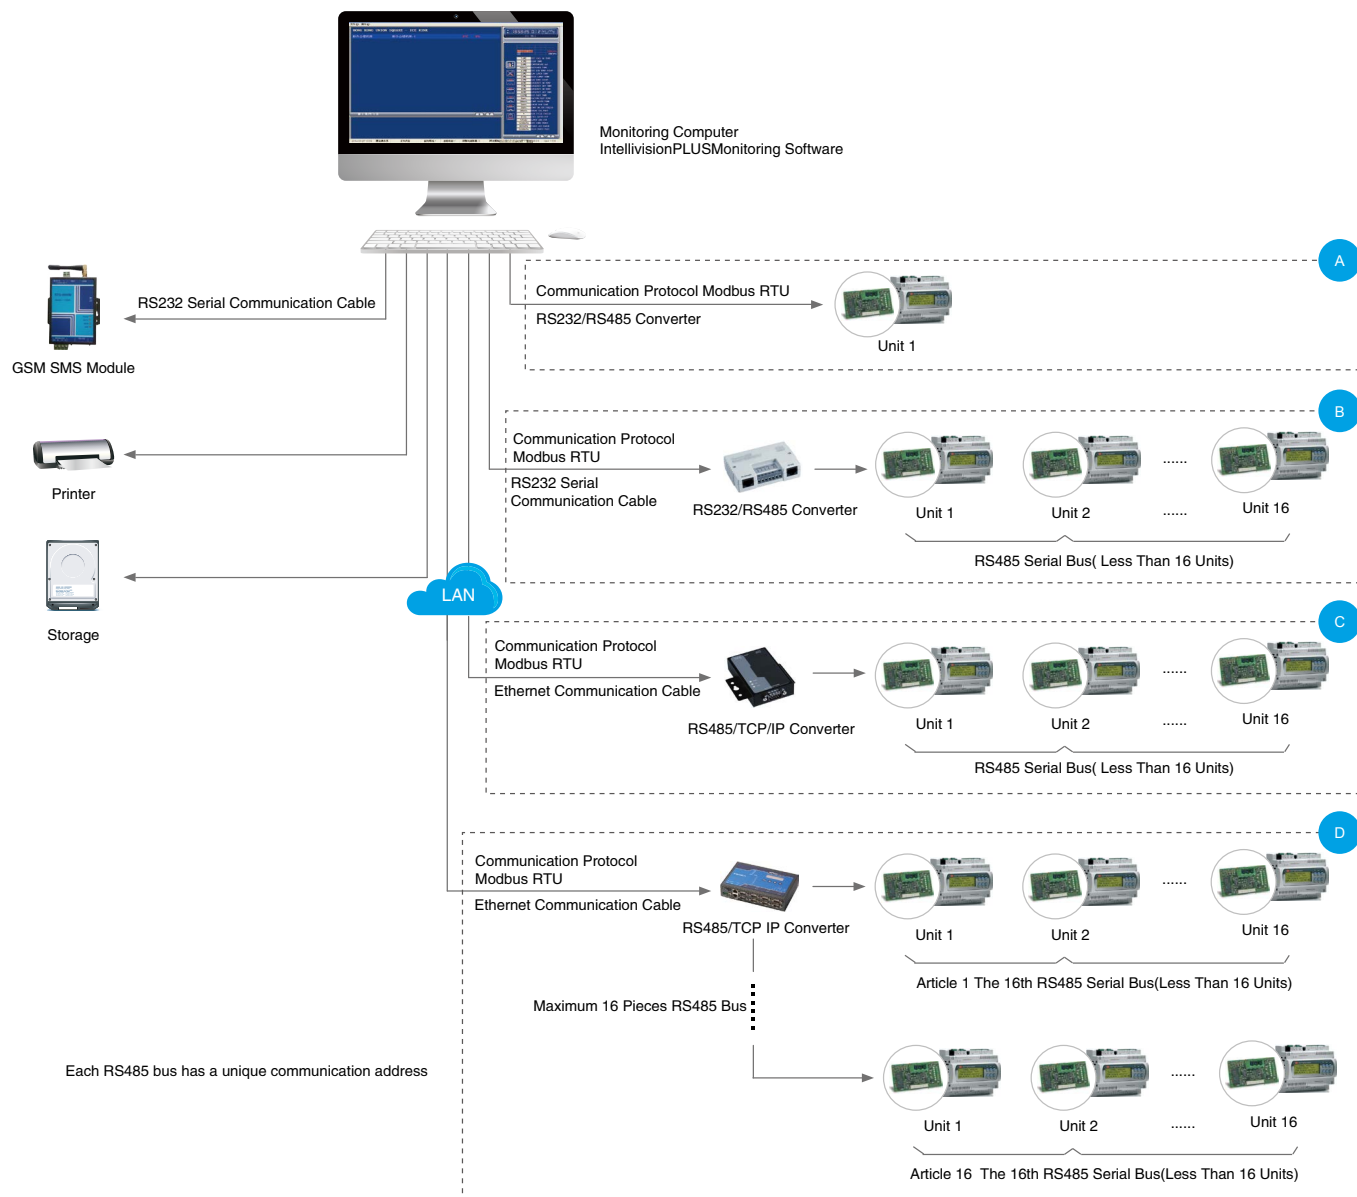 Monitoring Computer
IntellivisionPLUSMonitoring Software
A
RS232 Serial Communication Cable
GSM SMS Module
Communication Protocol Modbus RTU
RS232/RS485 Converter
Unit 1
Printer
Storage
LAN
B
Communication Protocol
Modbus RTU
RS232 Serial
Communication Cable
RS232/RS485 Converter
......
Unit 1
Unit 2
......
Unit 16
RS485 Serial Bus( Less Than 16 Units)
C
Communication Protocol
Modbus RTU
Ethernet Communication Cable
RS485/TCP/IP Converter
......
Unit 1
Unit 2
......
Unit 16
RS485 Serial Bus( Less Than 16 Units)
D
Communication Protocol
Modbus RTU
Ethernet Communication Cable
RS485/TCP IP Converter
......
Unit 1
Unit 2
......
Unit 16
Article 1 The 16th RS485 Serial Bus(Less Than 16 Units)
Maximum 16 Pieces RS485 Bus
Each RS485 bus has a unique communication address
......
Unit 1
Unit 2
......
Unit 16
Article 16  The 16th RS485 Serial Bus(Less Than 16 Units)